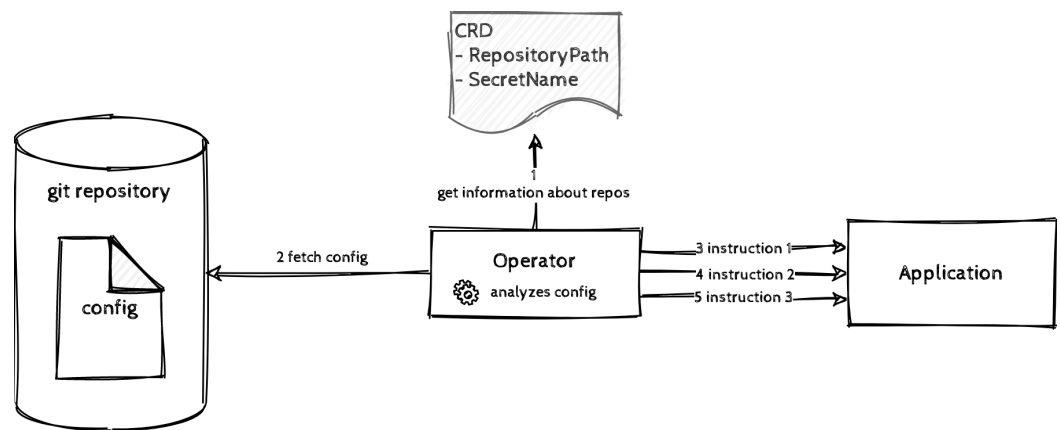 CRD
- RepositoryPath
- SecretName
git repository
config
1
get information about repos
2 fetch config
Operator
analyzes config
3 instruction 1
4 instruction 2
5 instruction 3
Application